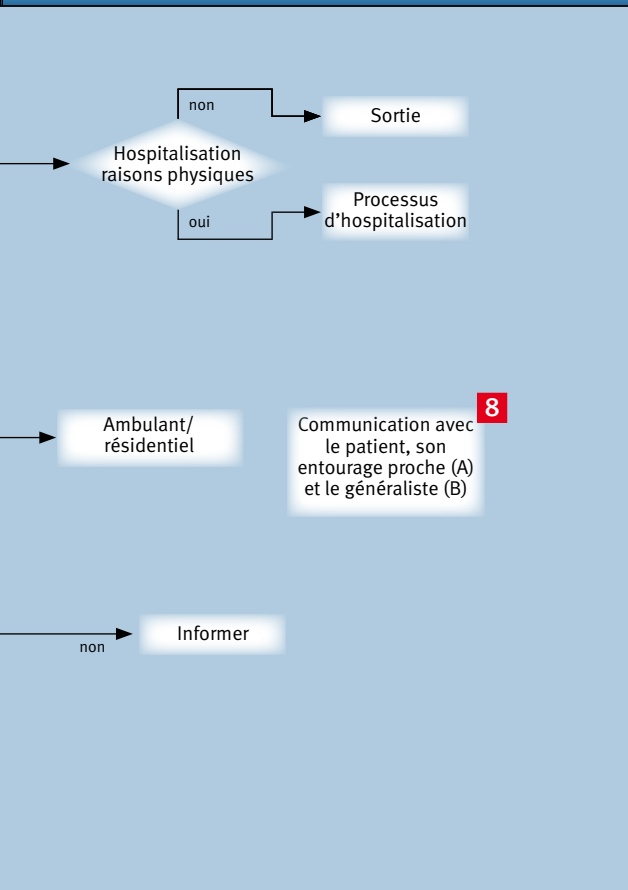 non
Sortie
Hospitalisation
raisons physiques
Processus
d'hospitalisation
oui
8
Ambulant/
résidentiel
Communication avec
le patient, son
entourage proche (A)
et le généraliste (B)
Informer
non